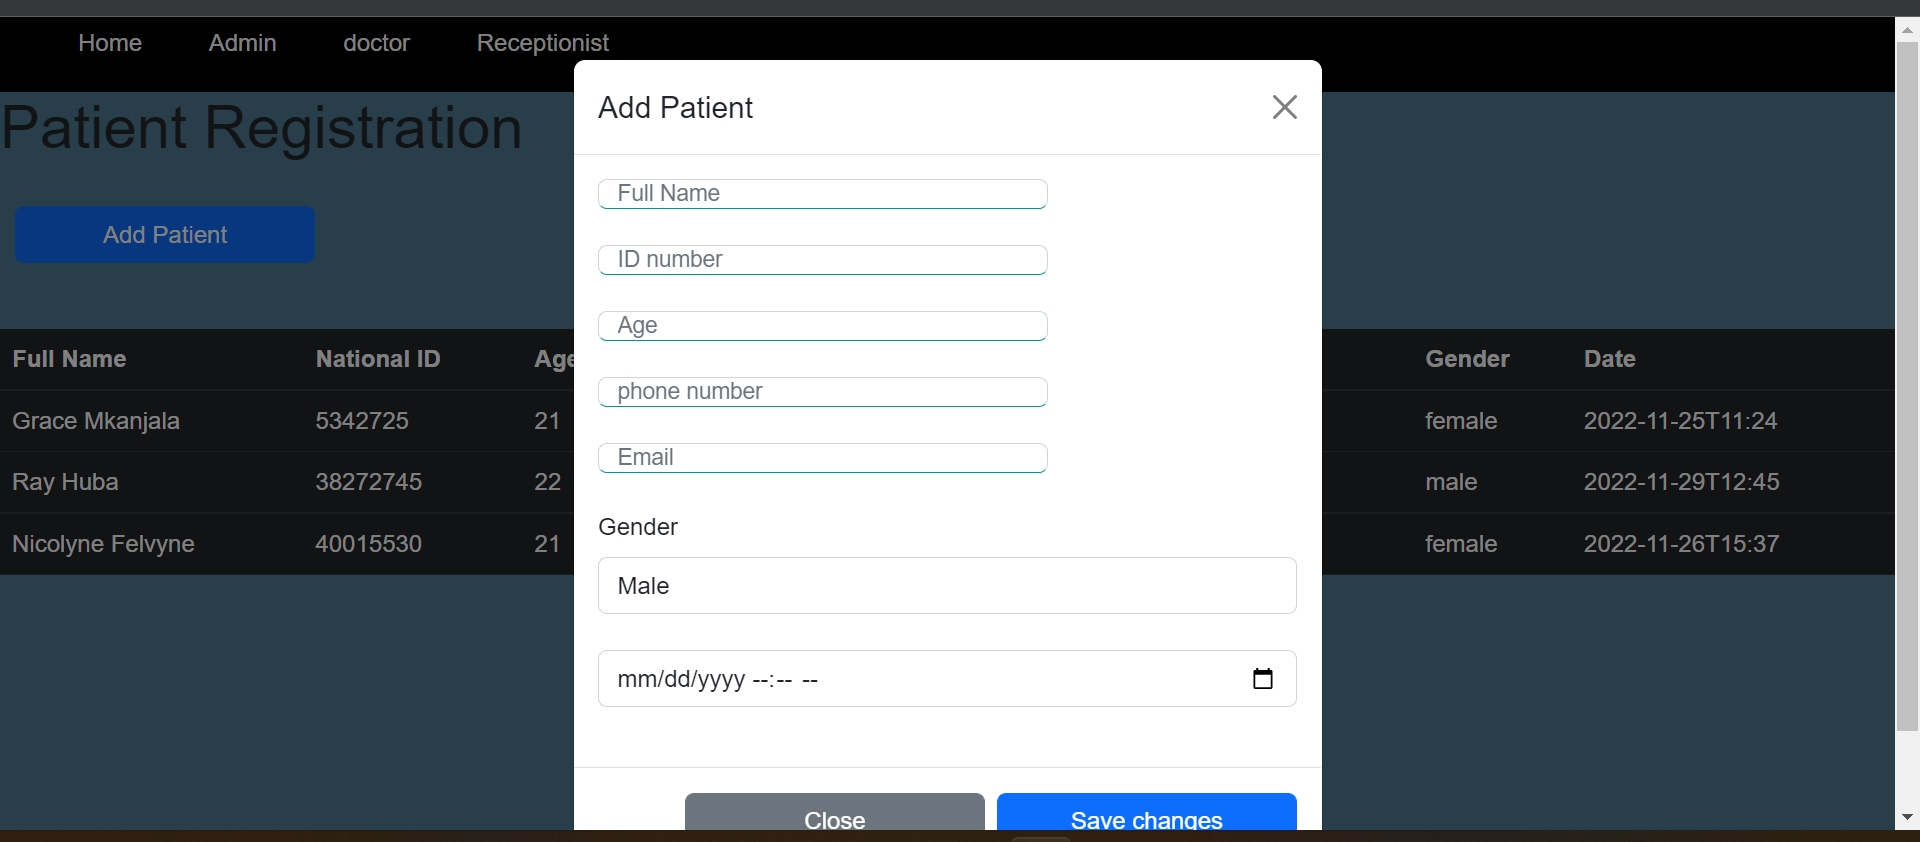 Home Admin doctor Receptionist
Patient Registration
Add Patient
Full Name National ID Age Gender Date
Grace Mkanjala 5342725 21 female 2022-11-25T11:24
Ray Huba 38272745 22 male 2022-11-29T12:45
Nicolyne Felvyne 40015530 21 female 2022-11-26T15:37
Add Patient
Full Name
ID number
Age
phone number
Email
Gender
Male
mm/dd/yyyy --:-- --
Close Save changes